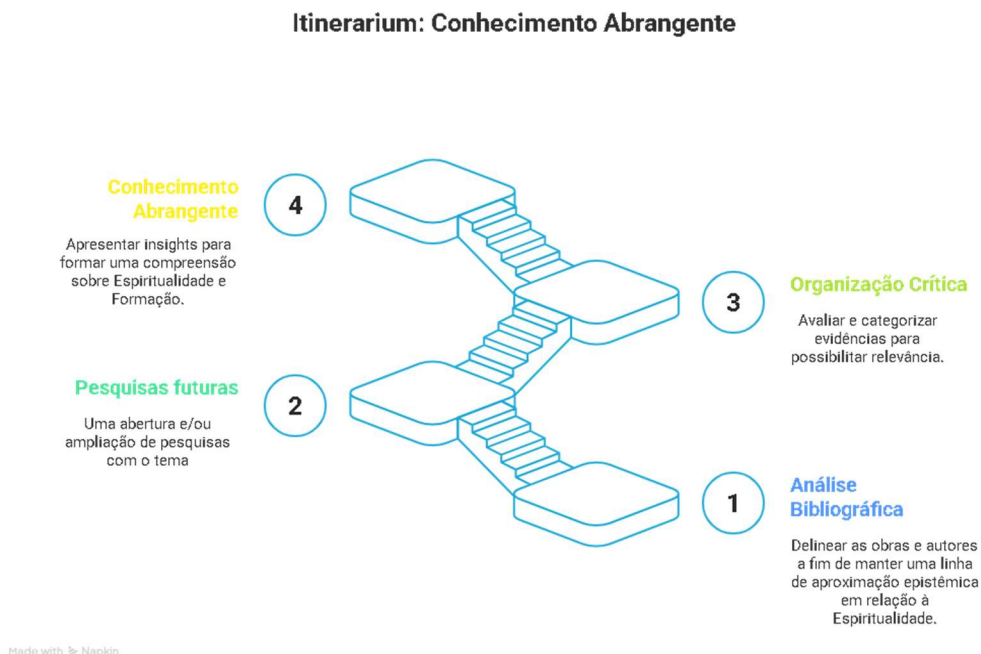 Itinerarium: Conhecimento Abrangente
Conhecimento
Abrangente
4
Apresentar insights para
formar uma compreensão
sobre Espiritualidade e
Formação.
3
Organização Crítica
Avaliar e categorizar
evidências para
possibilitar relevância.
Pesquisas futuras
2
Uma abertura e/ou
ampliação de pesquisas
com o tema
1
Análise
Bibliográfica
Delinear as obras e autores
a fim de manter uma linha
de aproximação epistêmica
em relação à
Espiritualidade.
Made with Napkin